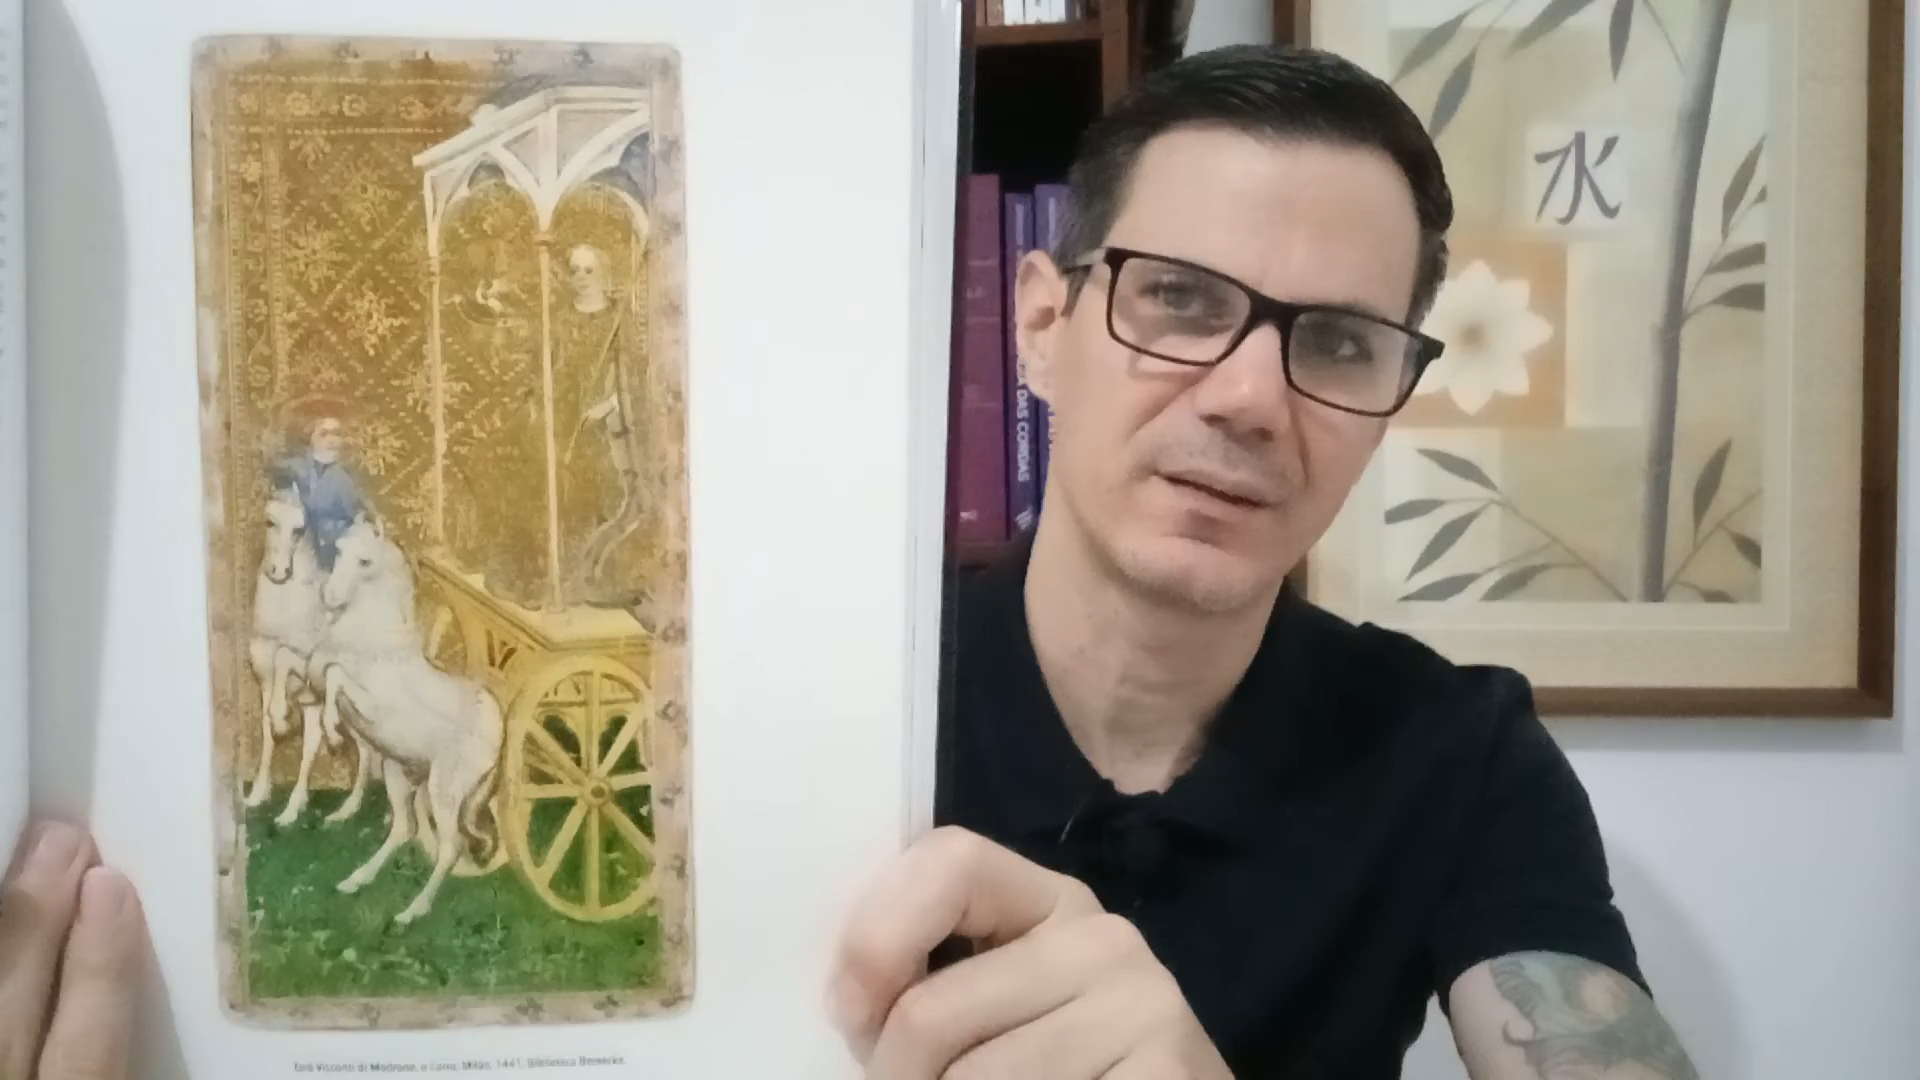 Tarô Visconti di Modrone, o carro, Milão, 1441, Biblioteca Beinecke.
DAS CORDAS
水